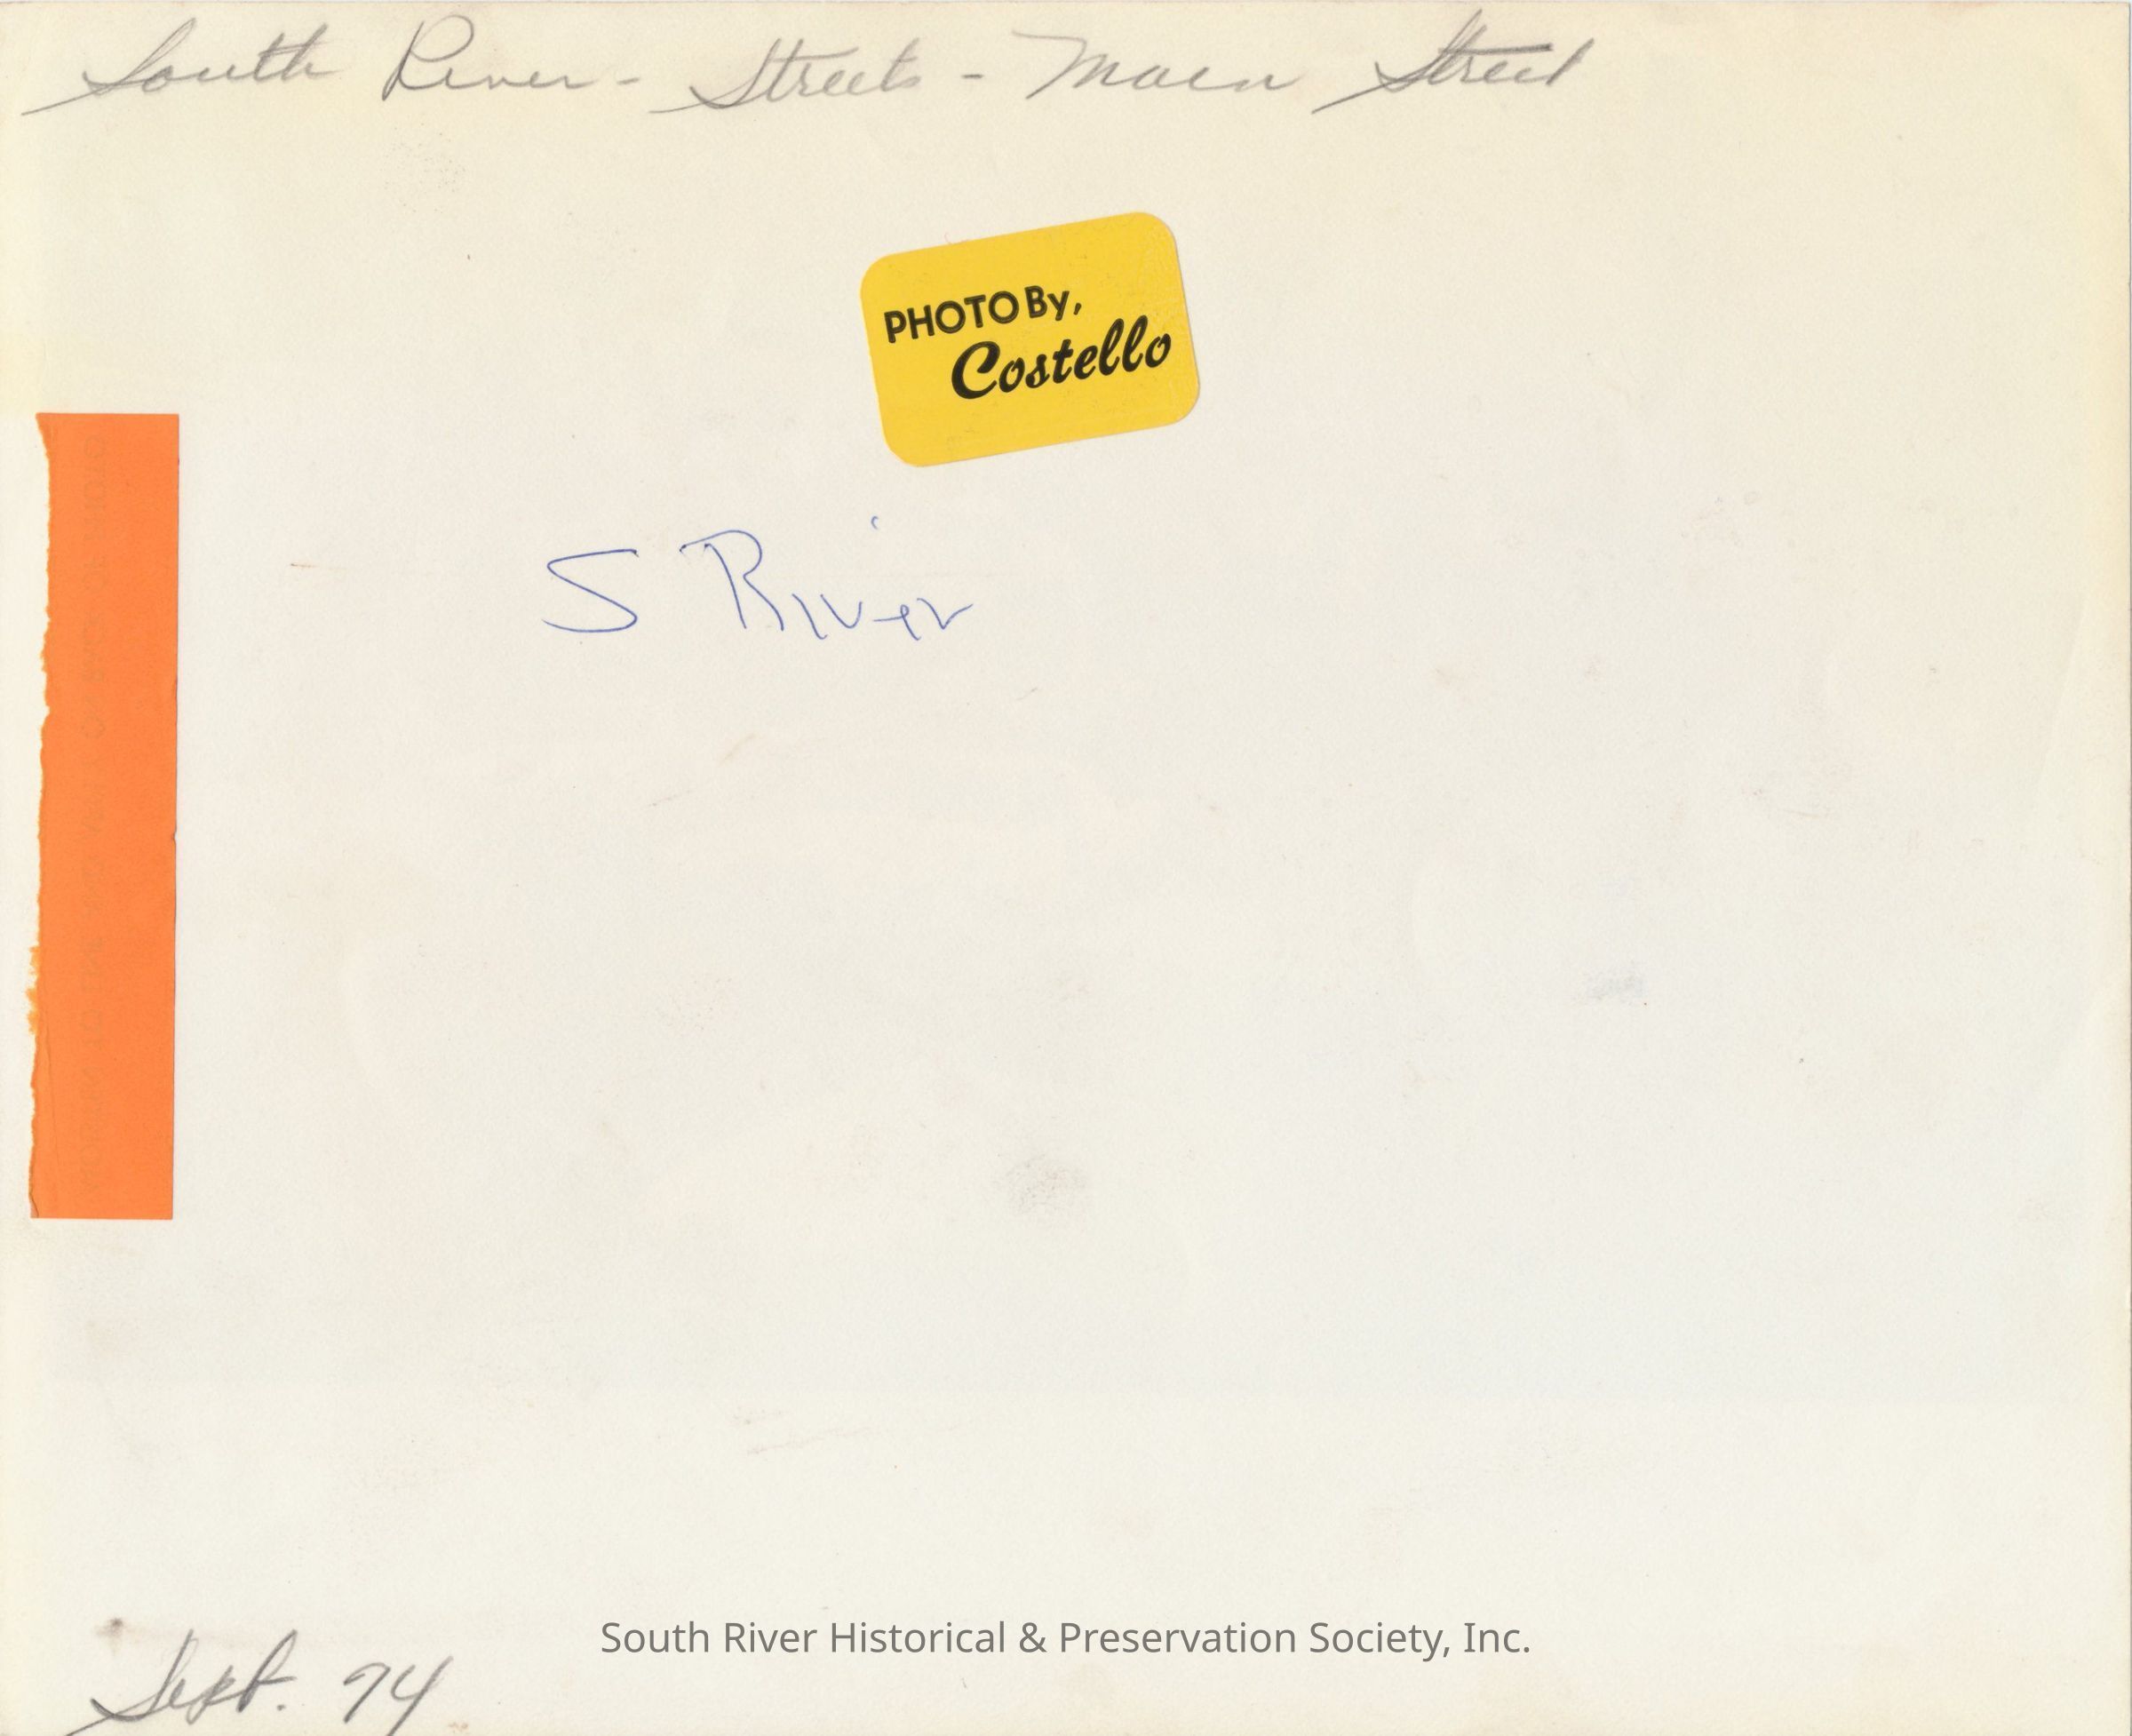 South River - Streets - Main Street
PHOTO By,
Costello
S River
South River Historical & Preservation Society, Inc.
Sept. 74